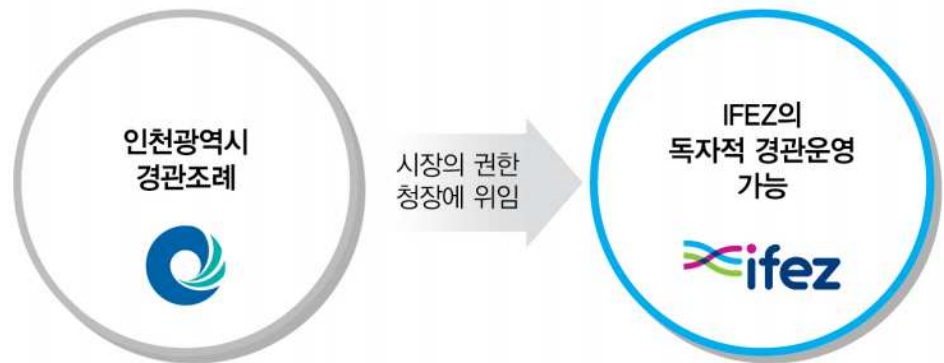 인천광역시
경관조례
시장의 권한
청장에 위임
IFEZ의
독자적 경관운영
가능
ifez